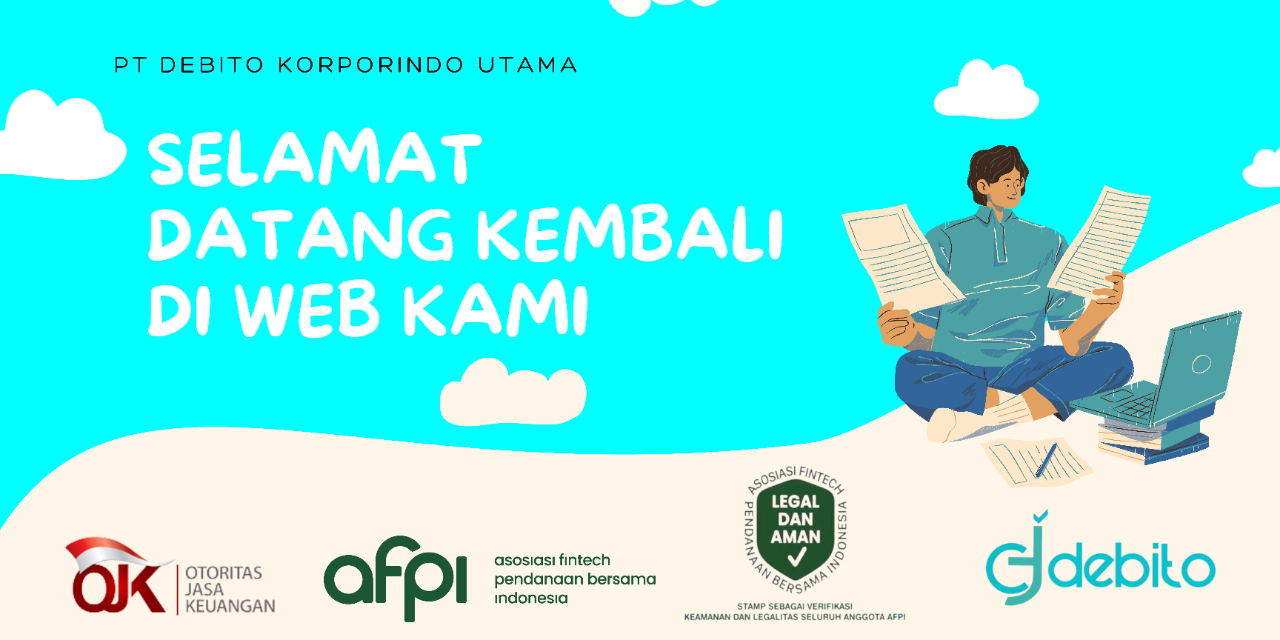 PT DEBITO KORPORINDO UTAMA
SELAMAT
DATANG KEMBALI
DI WEB KAMI
OJK
OTORITAS
JASA
KEUANGAN
afpi
asosiasi fintech
pendanaan bersama
indonesia
ASOSIASI FINTECH
PENDANAAN BERSAMA INDONESIA
LEGAL
DAN
AMAN
STAMP SEBAGAI VERIFIKASI
KEAMANAN DAN LEGALITAS SELURUH ANGGOTA AFPI
debito